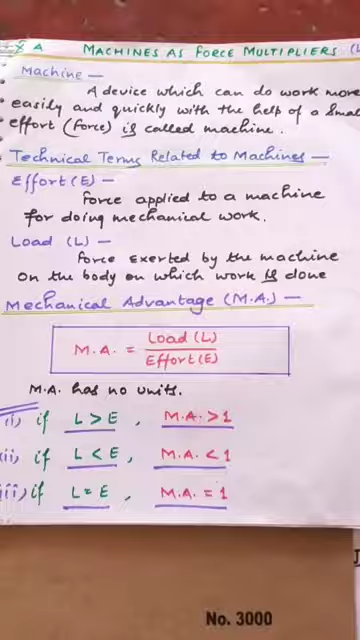 X A MACHINES AS FORCE MULTIPLIERS (L
Machine —
A device which can do work more
easily and quickly with the help of a small
effort (force) is called machine.
Technical Terms Related to Machines —
Effort (E) —
Force applied to a machine
for doing mechanical work.
Load (L) —
Force exerted by the machine
on the body on which work is done
Mechanical Advantage (M.A.) —
M.A. = Load (L)
Effort (E)
M.A. has no units.
(i) if L > E , M.A. > 1
(ii) if L < E , M.A. < 1
(iii) if L = E , M.A. = 1
No. 3000